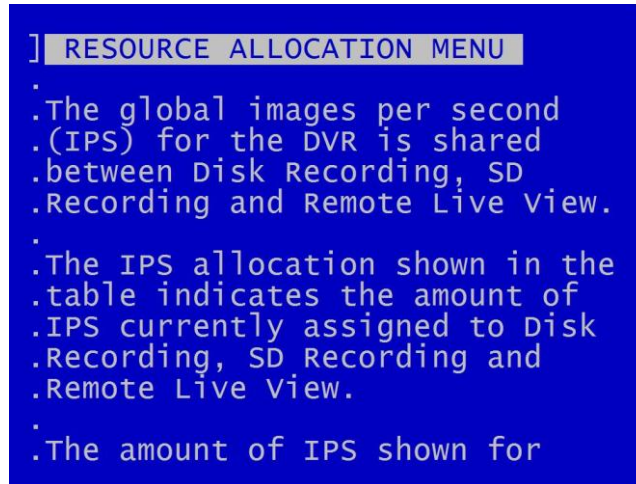 ] RESOURCE ALLOCATION MENU
.
.The global images per second
.(IPS) for the DVR is shared
.between Disk Recording, SD
.Recording and Remote Live View.
.
.The IPS allocation shown in the
.table indicates the amount of
.IPS currently assigned to Disk
.Recording, SD Recording and
.Remote Live View.
.
.The amount of IPS shown for